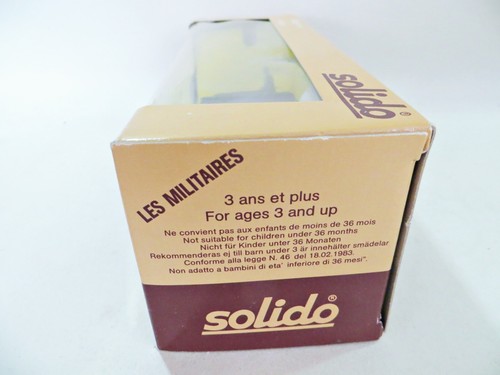 solido®
LES MILITAIRES
3 ans et plus
For ages 3 and up
Ne convient pas aux enfants de moins de 36 mois
Not suitable for children under 36 months
Nicht für Kinder unter 36 Monaten
Rekommenderas ej till barn under 3 är innehålter smådelar
Conforme alla legge N. 46 del 18.02.1983.
Non adatto a bambini di eta' inferiore di 36 mesi".
solido®